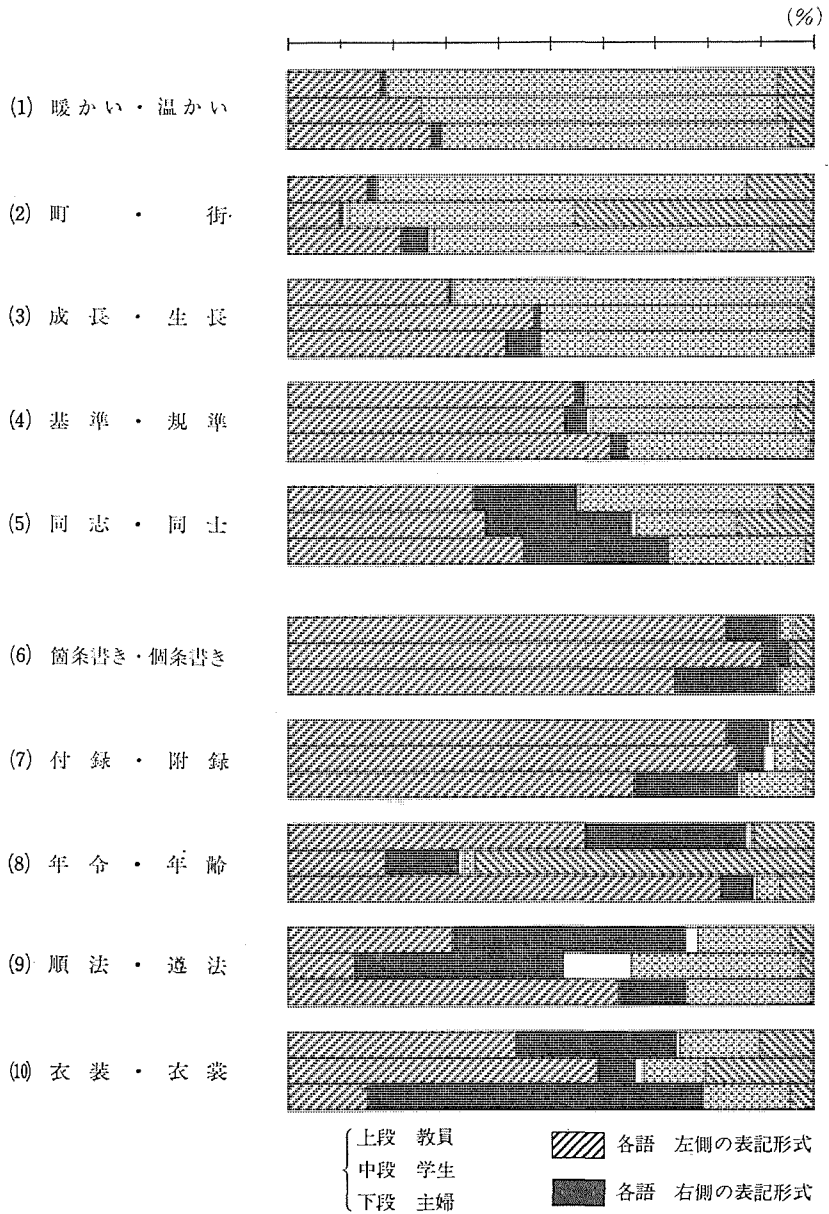 (%)
(1) 暖かい・温かい
(2) 町・街
(3) 成長・生長
(4) 基準・規準
(5) 同志・同士
(6) 箇条書き・個条書き
(7) 付録・附録
(8) 年令・年齢
(9) 順法・遵法
(10) 衣装・衣裳
上段 教員
中段 学生
下段 主婦
各語 左側の表記形式
各語 右側の表記形式